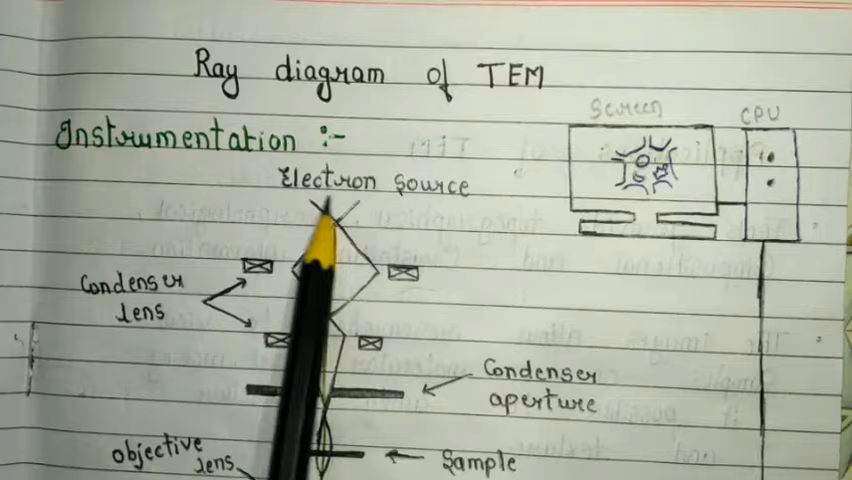 Ray diagram of TEM
Screen
CPU
Instrumentation :-
Electron Source
Condenser
lens
Condenser
aperture
objective
lens
Sample